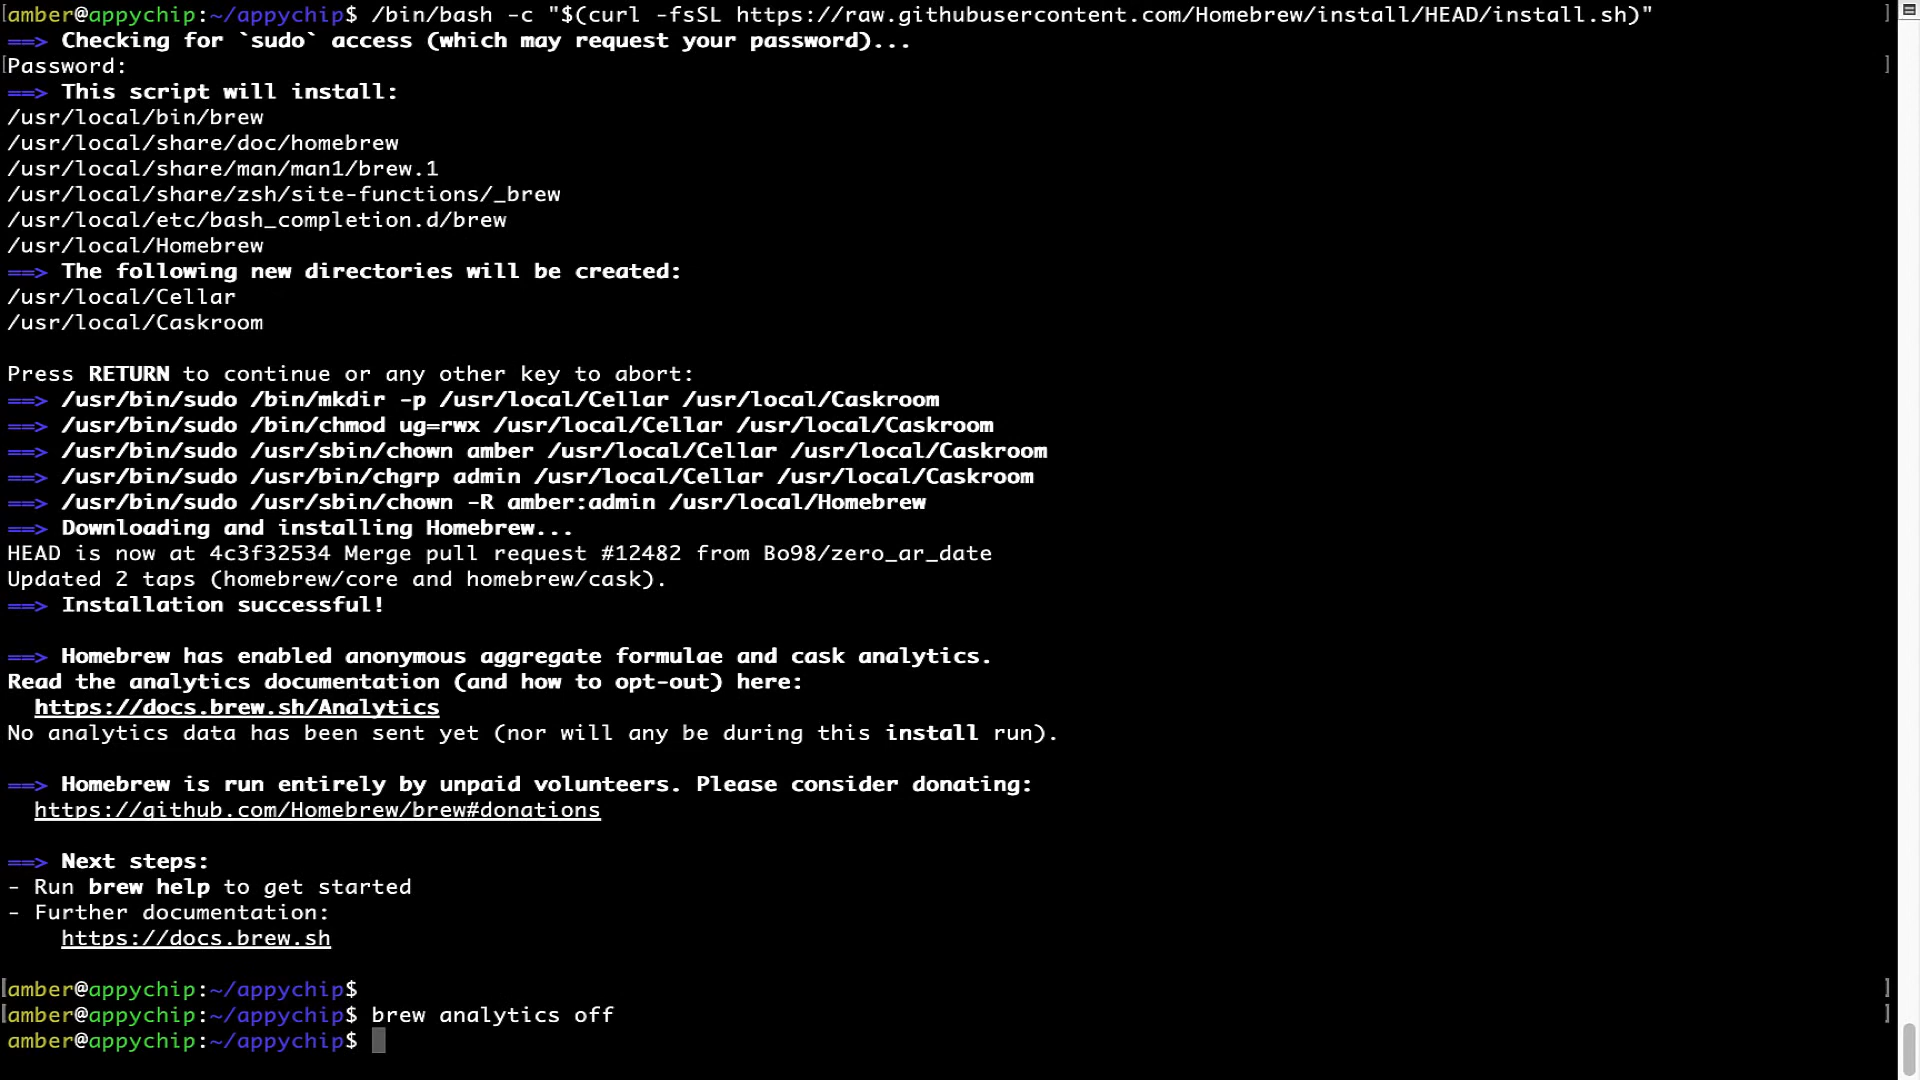 [amber@appychip:~/appychip$ /bin/bash -c "$(curl -fsSL https://raw.githubusercontent.com/Homebrew/install/HEAD/install.sh)" ]
==> Checking for `sudo` access (which may request your password)...
[Password: ]
==> This script will install:
/usr/local/bin/brew
/usr/local/share/doc/homebrew
/usr/local/share/man/man1/brew.1
/usr/local/share/zsh/site-functions/_brew
/usr/local/etc/bash_completion.d/brew
/usr/local/Homebrew
==> The following new directories will be created:
/usr/local/Cellar
/usr/local/Caskroom

Press RETURN to continue or any other key to abort:
==> /usr/bin/sudo /bin/mkdir -p /usr/local/Cellar /usr/local/Caskroom
==> /usr/bin/sudo /bin/chmod ug=rwx /usr/local/Cellar /usr/local/Caskroom
==> /usr/bin/sudo /usr/sbin/chown amber /usr/local/Cellar /usr/local/Caskroom
==> /usr/bin/sudo /usr/bin/chgrp admin /usr/local/Cellar /usr/local/Caskroom
==> /usr/bin/sudo /usr/sbin/chown -R amber:admin /usr/local/Homebrew
==> Downloading and installing Homebrew...
HEAD is now at 4c3f32534 Merge pull request #12482 from Bo98/zero_ar_date
Updated 2 taps (homebrew/core and homebrew/cask).
==> Installation successful!

==> Homebrew has enabled anonymous aggregate formulae and cask analytics.
Read the analytics documentation (and how to opt-out) here:
  https://docs.brew.sh/Analytics
No analytics data has been sent yet (nor will any be during this install run).

==> Homebrew is run entirely by unpaid volunteers. Please consider donating:
  https://github.com/Homebrew/brew#donations

==> Next steps:
- Run brew help to get started
- Further documentation:
    https://docs.brew.sh

[amber@appychip:~/appychip$ ]
[amber@appychip:~/appychip$ brew analytics off ]
amber@appychip:~/appychip$